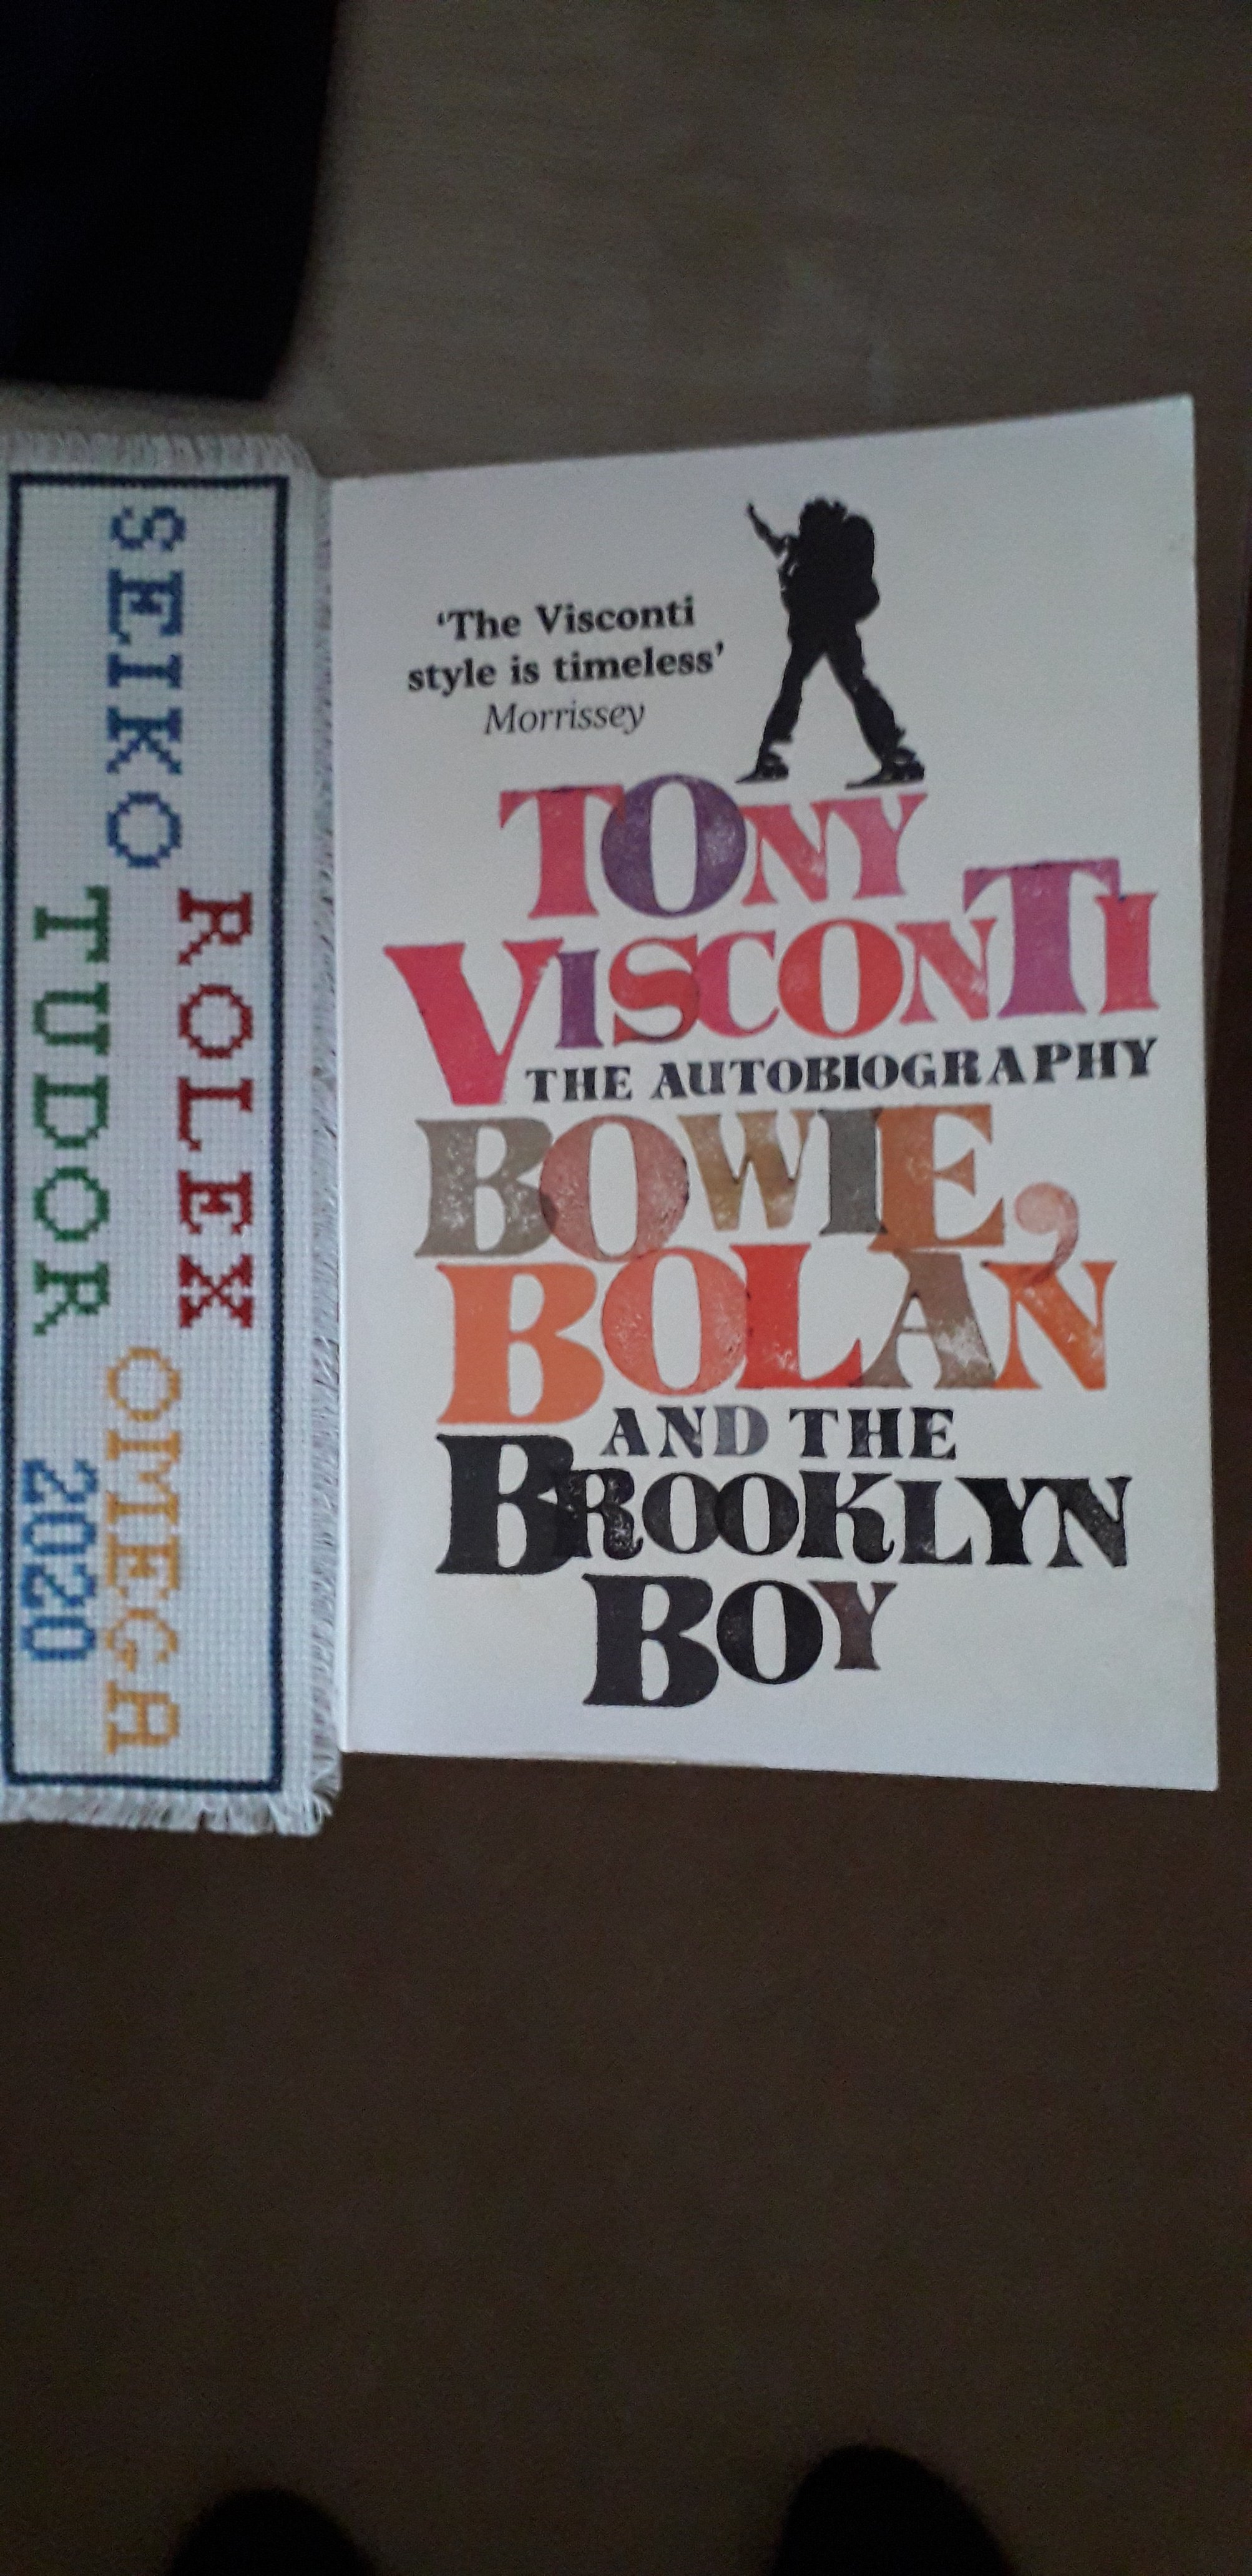 SEIKO
ROLEX
TUDOR
OMEGA
2020
‘The Visconti
style is timeless’
Morrissey
TONY
VISCONTI
THE AUTOBIOGRAPHY
BOWIE,
BOLAN
AND THE
BROOKLYN
BOY